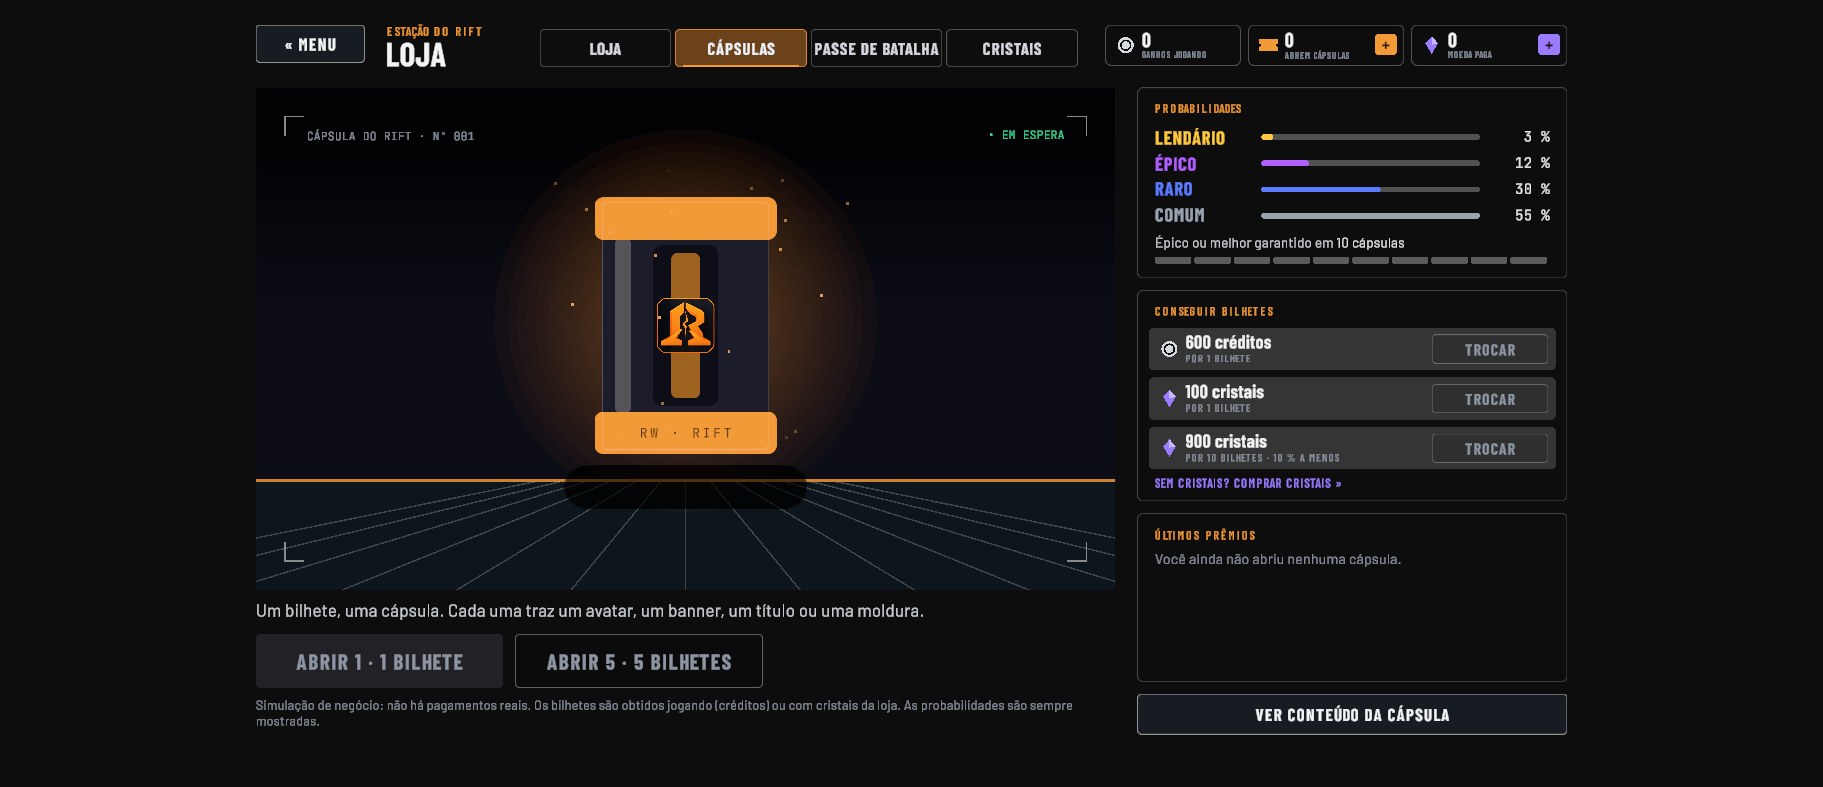 « MENU
ESTAÇÃO DO RIFT
LOJA
LOJA
CÁPSULAS
PASSE DE BATALHA
CRISTAIS
0
GANHOS JOGANDO
0
ABREM CÁPSULAS
+
0
MOEDA PAGA
+
CÁPSULA DO RIFT · N° 001
• EM ESPERA
R
RW · RIFT
Um bilhete, uma cápsula. Cada uma traz um avatar, um banner, um título ou uma moldura.
ABRIR 1 · 1 BILHETE
ABRIR 5 · 5 BILHETES
Simulação de negócio: não há pagamentos reais. Os bilhetes são obtidos jogando (créditos) ou com cristais da loja. As probabilidades são sempre
mostradas.
PROBABILIDADES
LENDÁRIO 3 %
ÉPICO 12 %
RARO 30 %
COMUM 55 %
Épico ou melhor garantido em 10 cápsulas
CONSEGUIR BILHETES
600 créditos
POR 1 BILHETE
TROCAR
100 cristais
POR 1 BILHETE
TROCAR
900 cristais
POR 10 BILHETES · 10 % A MENOS
TROCAR
SEM CRISTAIS? COMPRAR CRISTAIS »
ÚLTIMOS PRÊMIOS
Você ainda não abriu nenhuma cápsula.
VER CONTEÚDO DA CÁPSULA